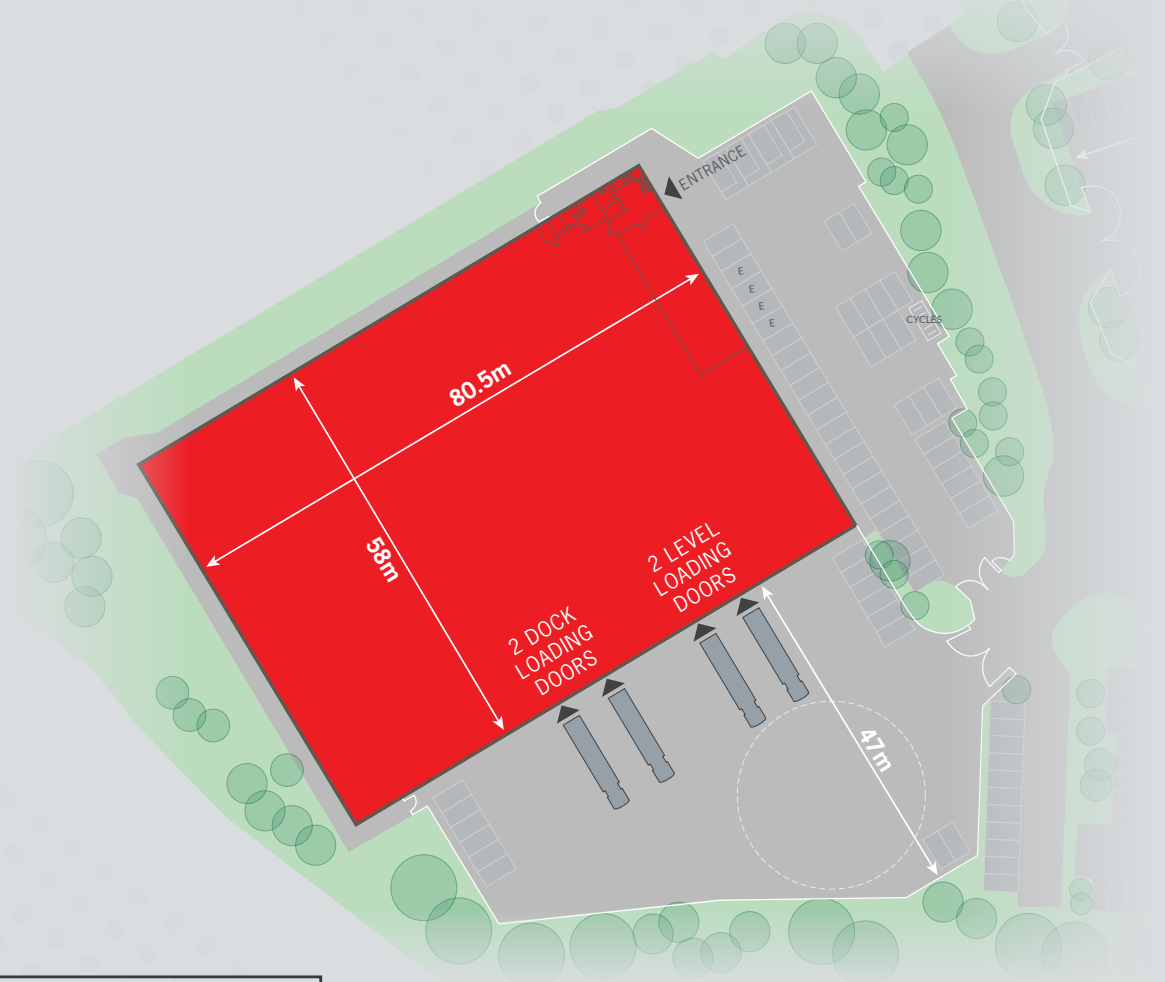 ENTRANCE
E
E
E
E
CYCLES
80.5m
58m
2 LEVEL
LOADING
DOORS
2 DOCK
LOADING
DOORS
47m